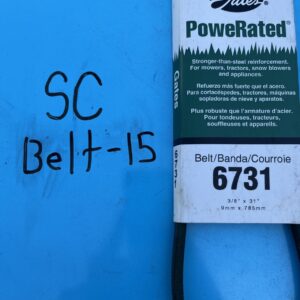 SC
Belt-15
Gates
PoweRated®
Stronger-than-steel reinforcement.
For mowers, tractors, snow blowers
and appliances.
Refuerzo más fuerte que el acero.
Para cortacéspedes, tractores, máquinas
sopladoras de nieve y aparatos.
Plus robuste que l'armature d'acier.
Pour tondeuses, tracteurs,
souffleuses et appareils.
Gates
Belt/Banda/Courroie
6731
3/8" x 31"
9mm x 785mm